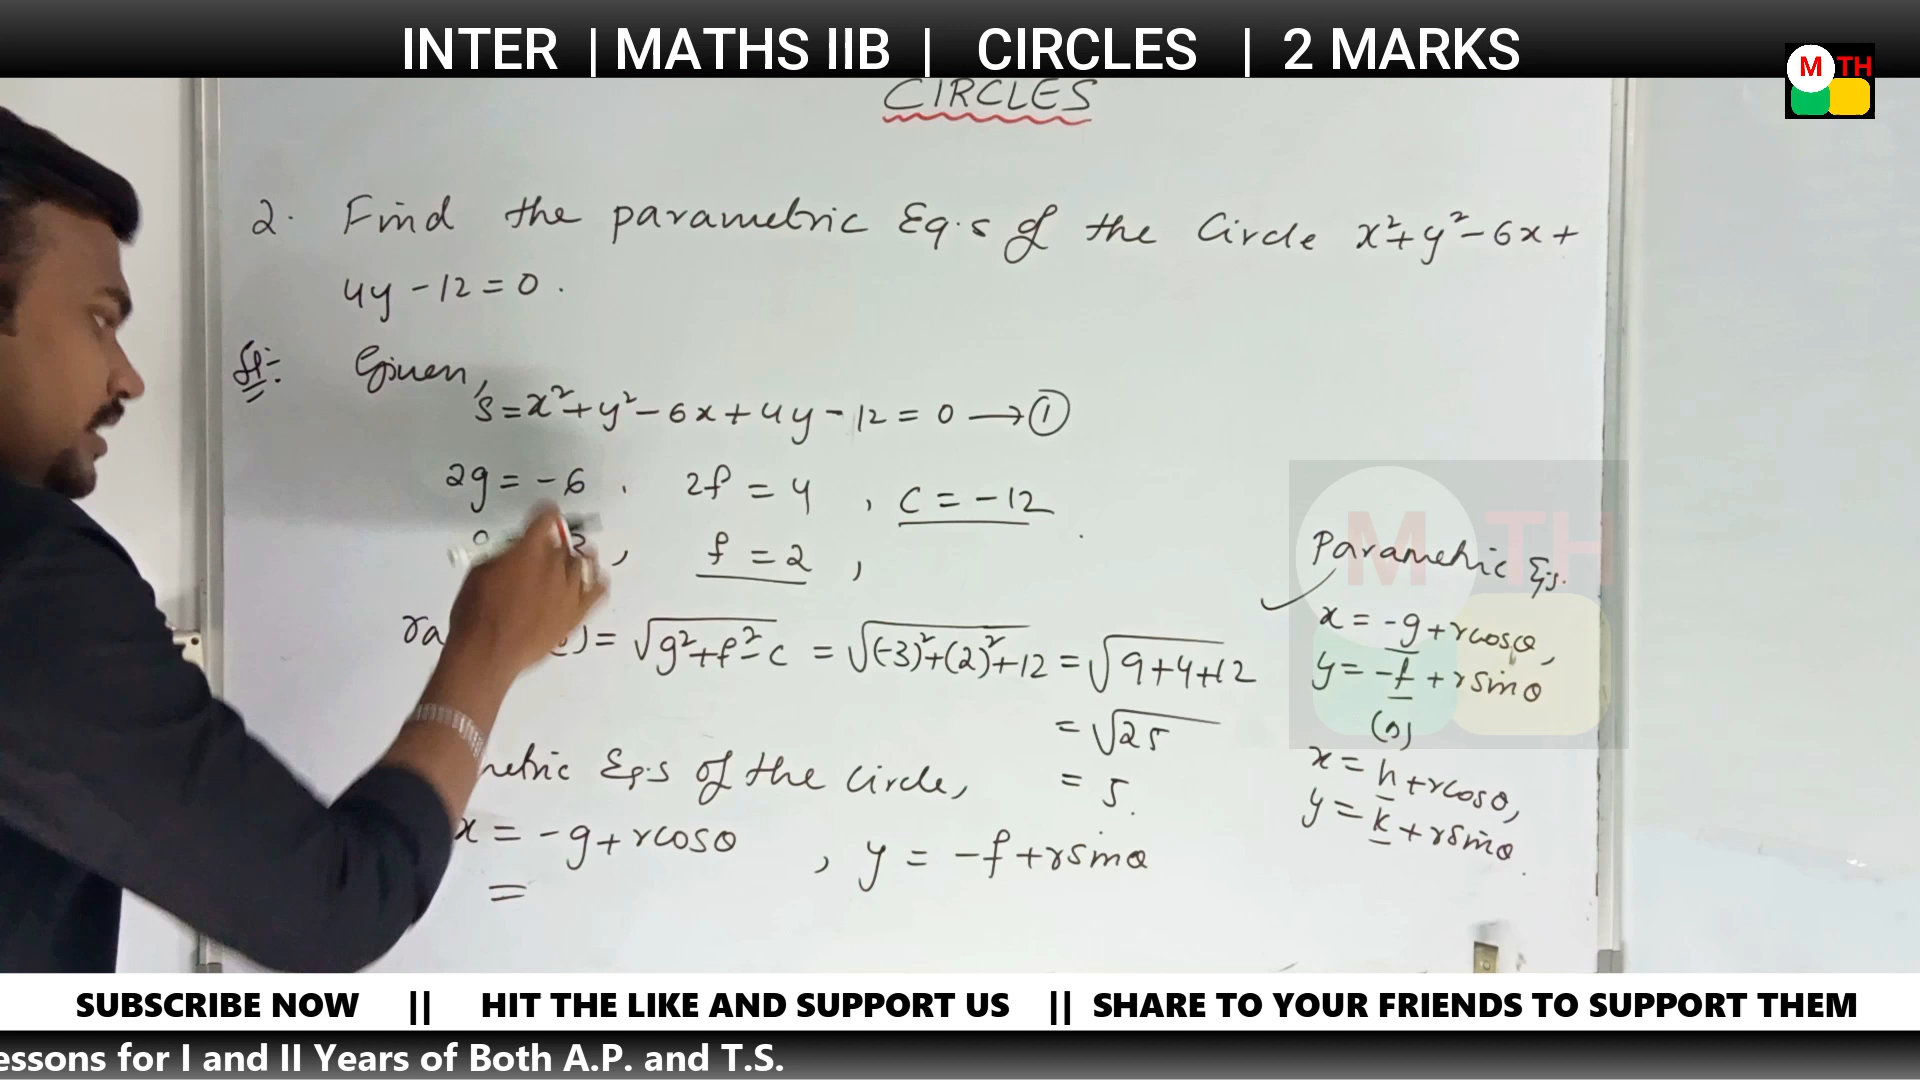 INTER | MATHS IIB | CIRCLES | 2 MARKS
M TH
CIRCLES
2. Find the parametric Eq.s of the Circle x²+y²-6x+
4y-12=0.
Sol:-
Given,
S=x²+y²-6x+4y-12=0 → ①
2g=-6, 2f=4, c=-12
, f=2,
= √g²+f²-c = √(-3)²+(2)²+12 = √9+4+12
= √25
= 5.
metric Eq.s of the circle,
x = -g+rcosθ, y = -f+rsinθ
=
M TH
Parametric Eq.s.
x = -g+rcosθ,
y = -f+rsinθ
(or)
x = h+rcosθ,
y = k+rsinθ.
SUBSCRIBE NOW || HIT THE LIKE AND SUPPORT US || SHARE TO YOUR FRIENDS TO SUPPORT THEM
essons for I and II Years of Both A.P. and T.S.